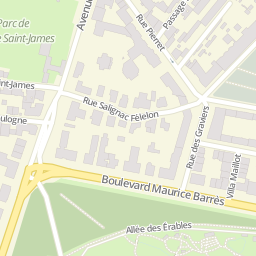 Parc de
Saint-James
Avenue
Rue Pierret
Passage
nt-James
Rue Salignac Fénelon
ulogne
Rue des Graviers
Villa Maillot
Boulevard Maurice Barrès
Allée des Érables